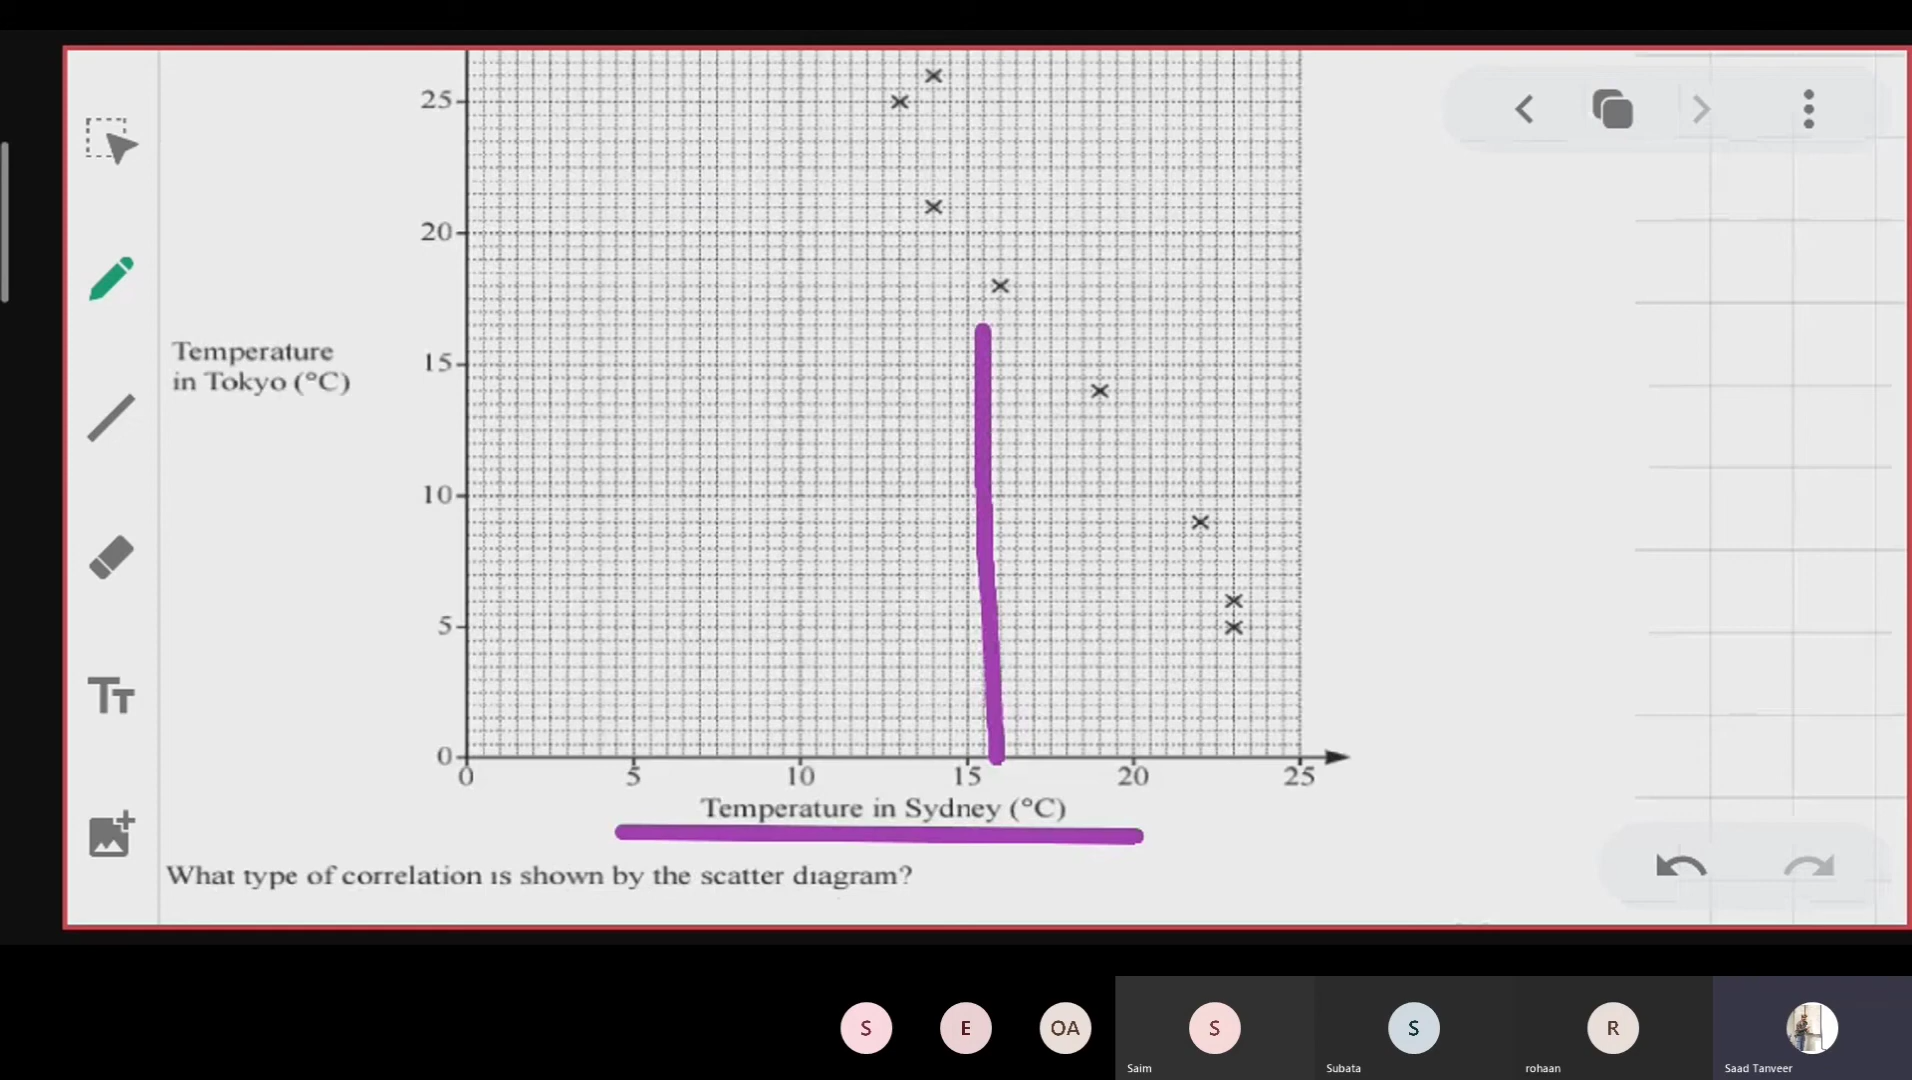 25
20
Temperature
in Tokyo (°C)
15
10
5
0
0 5 10 15 20 25
Temperature in Sydney (°C)
What type of correlation is shown by the scatter diagram?
TT
S E OA S S R
Saim Subata rohaan Saad Tanveer